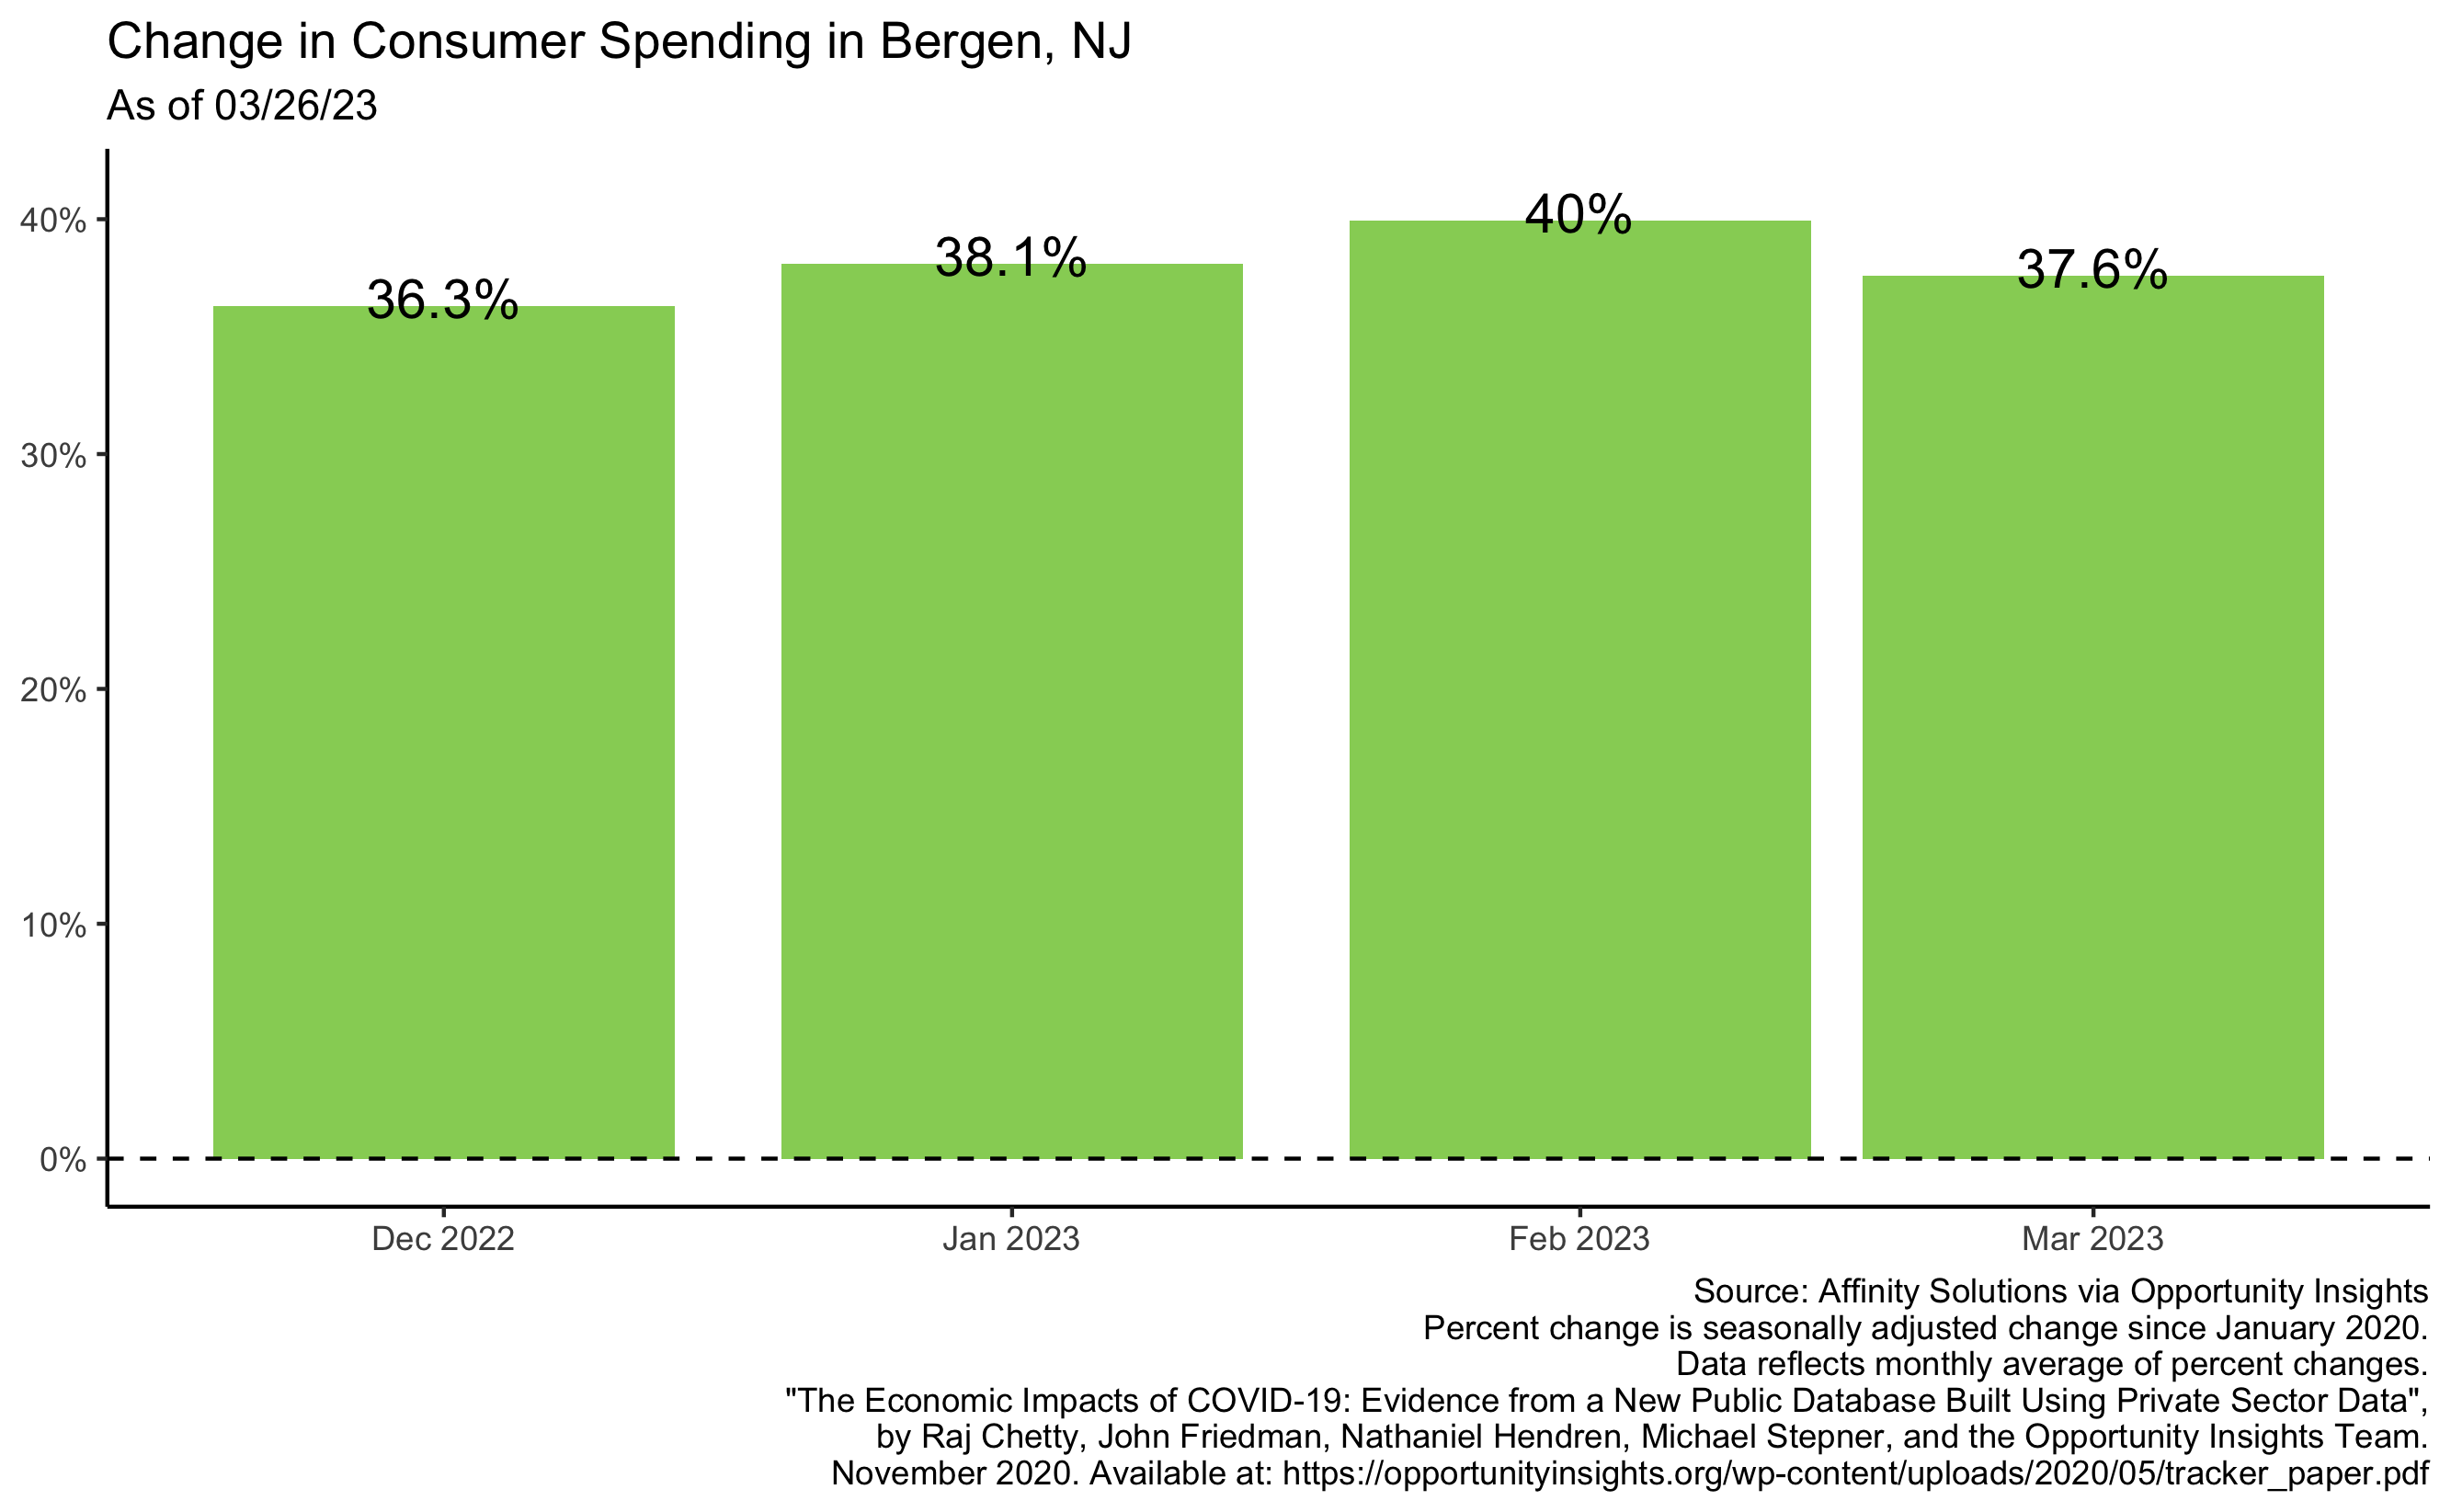 Change in Consumer Spending in Bergen, NJ
As of 03/26/23
40%
30%
20%
10%
0%
36.3%
38.1%
40%
37.6%
Dec 2022
Jan 2023
Feb 2023
Mar 2023
Source: Affinity Solutions via Opportunity Insights
Percent change is seasonally adjusted change since January 2020.
Data reflects monthly average of percent changes.
"The Economic Impacts of COVID-19: Evidence from a New Public Database Built Using Private Sector Data",
by Raj Chetty, John Friedman, Nathaniel Hendren, Michael Stepner, and the Opportunity Insights Team.
November 2020. Available at: https://opportunityinsights.org/wp-content/uploads/2020/05/tracker_paper.pdf